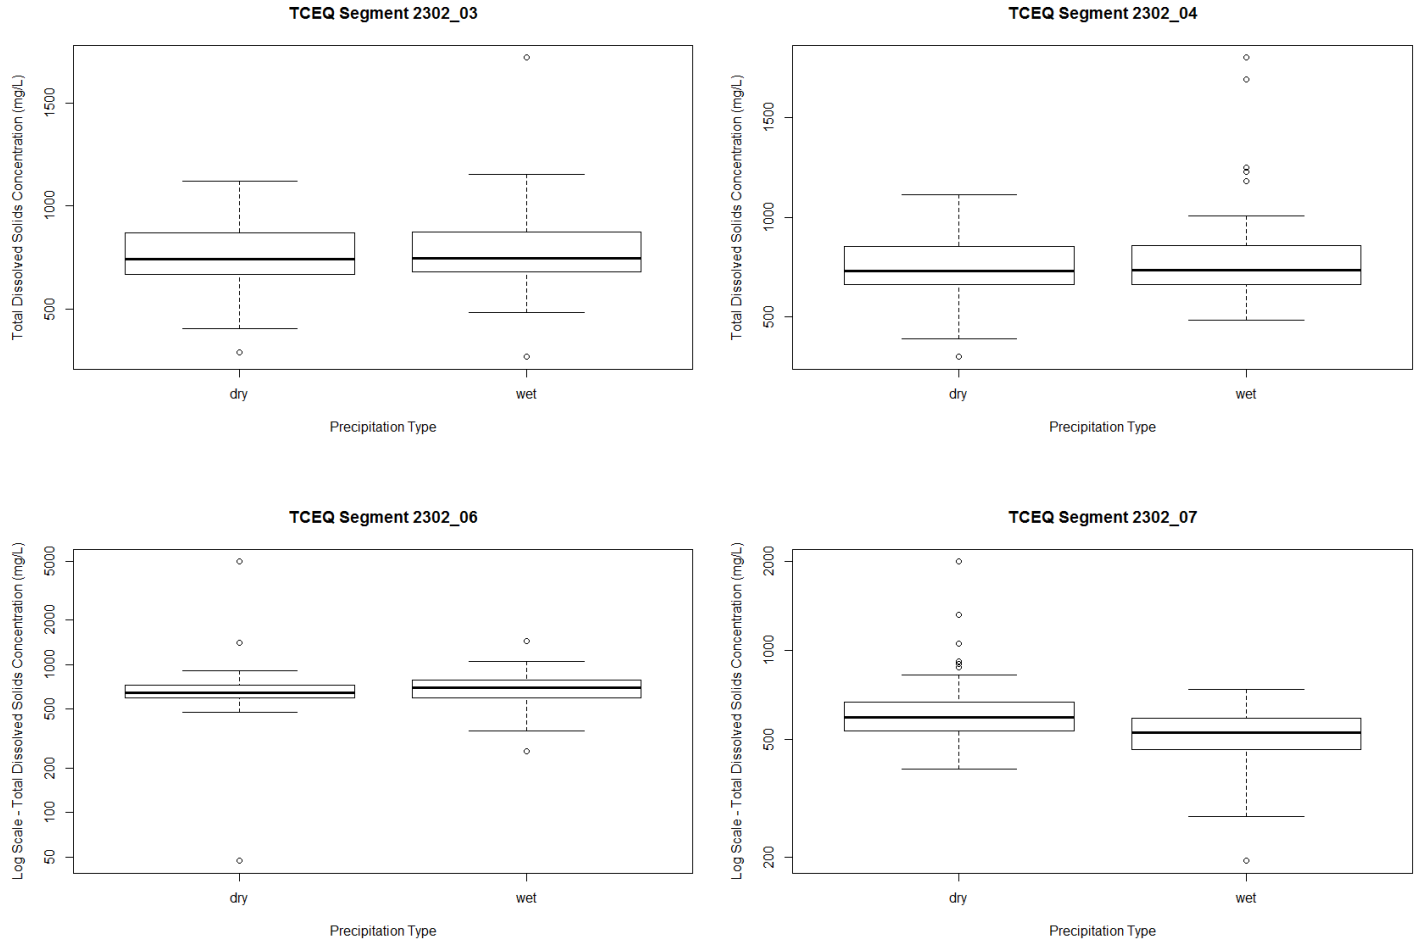 TCEQ Segment 2302_03
Total Dissolved Solids Concentration (mg/L)
1500
1000
500
dry
wet
Precipitation Type
TCEQ Segment 2302_04
Total Dissolved Solids Concentration (mg/L)
1500
1000
500
dry
wet
Precipitation Type
TCEQ Segment 2302_06
Log Scale - Total Dissolved Solids Concentration (mg/L)
5000
2000
1000
500
200
100
50
dry
wet
Precipitation Type
TCEQ Segment 2302_07
Log Scale - Total Dissolved Solids Concentration (mg/L)
2000
1000
500
200
dry
wet
Precipitation Type